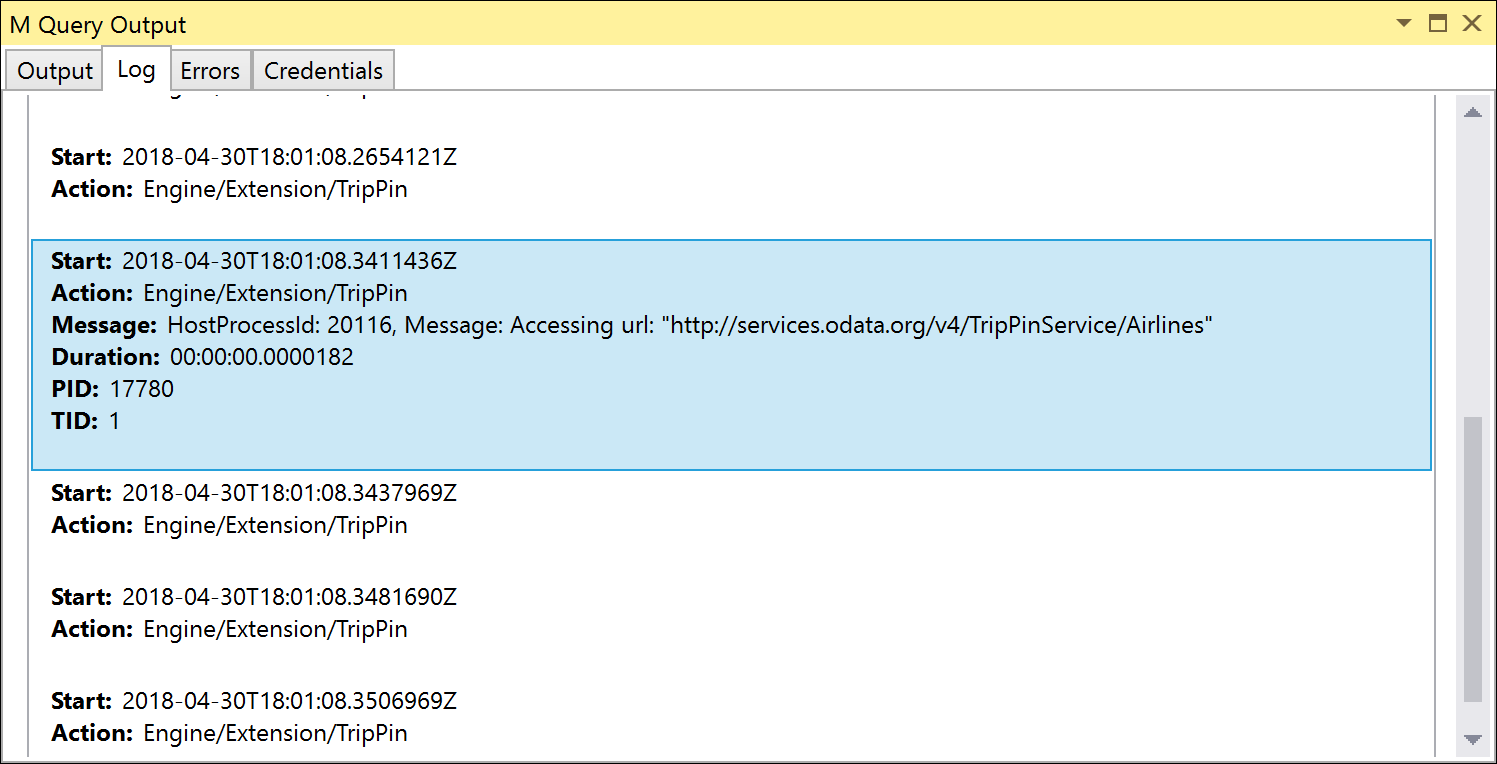 M Query Output
Output Log Errors Credentials
Start: 2018-04-30T18:01:08.2654121Z
Action: Engine/Extension/TripPin
Start: 2018-04-30T18:01:08.3411436Z
Action: Engine/Extension/TripPin
Message: HostProcessId: 20116, Message: Accessing url: "http://services.odata.org/v4/TripPinService/Airlines"
Duration: 00:00:00.0000182
PID: 17780
TID: 1
Start: 2018-04-30T18:01:08.3437969Z
Action: Engine/Extension/TripPin
Start: 2018-04-30T18:01:08.3481690Z
Action: Engine/Extension/TripPin
Start: 2018-04-30T18:01:08.3506969Z
Action: Engine/Extension/TripPin